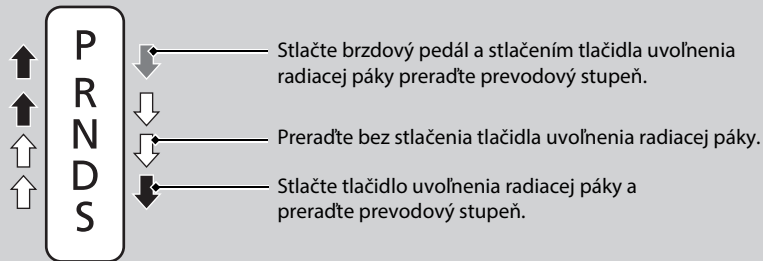 P
R
N
D
S
Stlačte brzdový pedál a stlačením tlačidla uvoľnenia
radiacej páky preraďte prevodový stupeň.
Preraďte bez stlačenia tlačidla uvoľnenia radiacej páky.
Stlačte tlačidlo uvoľnenia radiacej páky a
preraďte prevodový stupeň.